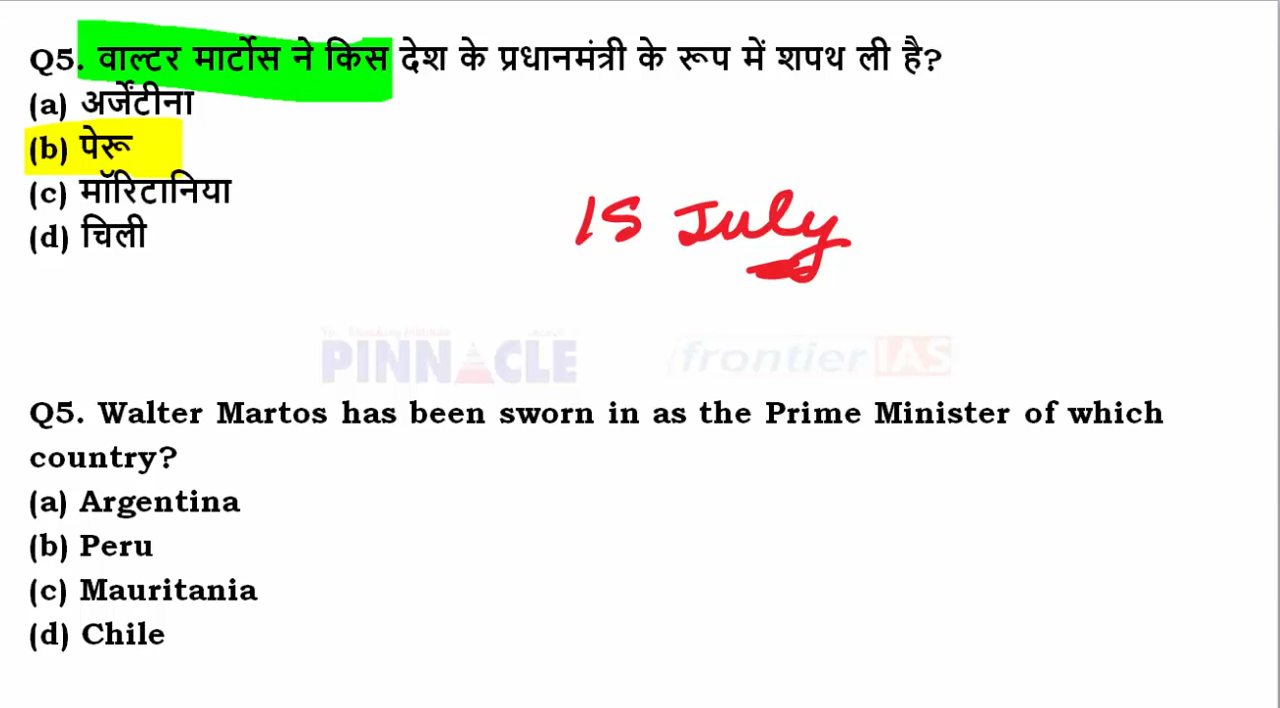 Q5. वाल्टर मार्टोस ने किस देश के प्रधानमंत्री के रूप में शपथ ली है?
(a) अर्जेंटीना
(b) पेरू
(c) मॉरिटानिया
(d) चिली
15 July
PINNACLE frontier IAS
Q5. Walter Martos has been sworn in as the Prime Minister of which
country?
(a) Argentina
(b) Peru
(c) Mauritania
(d) Chile